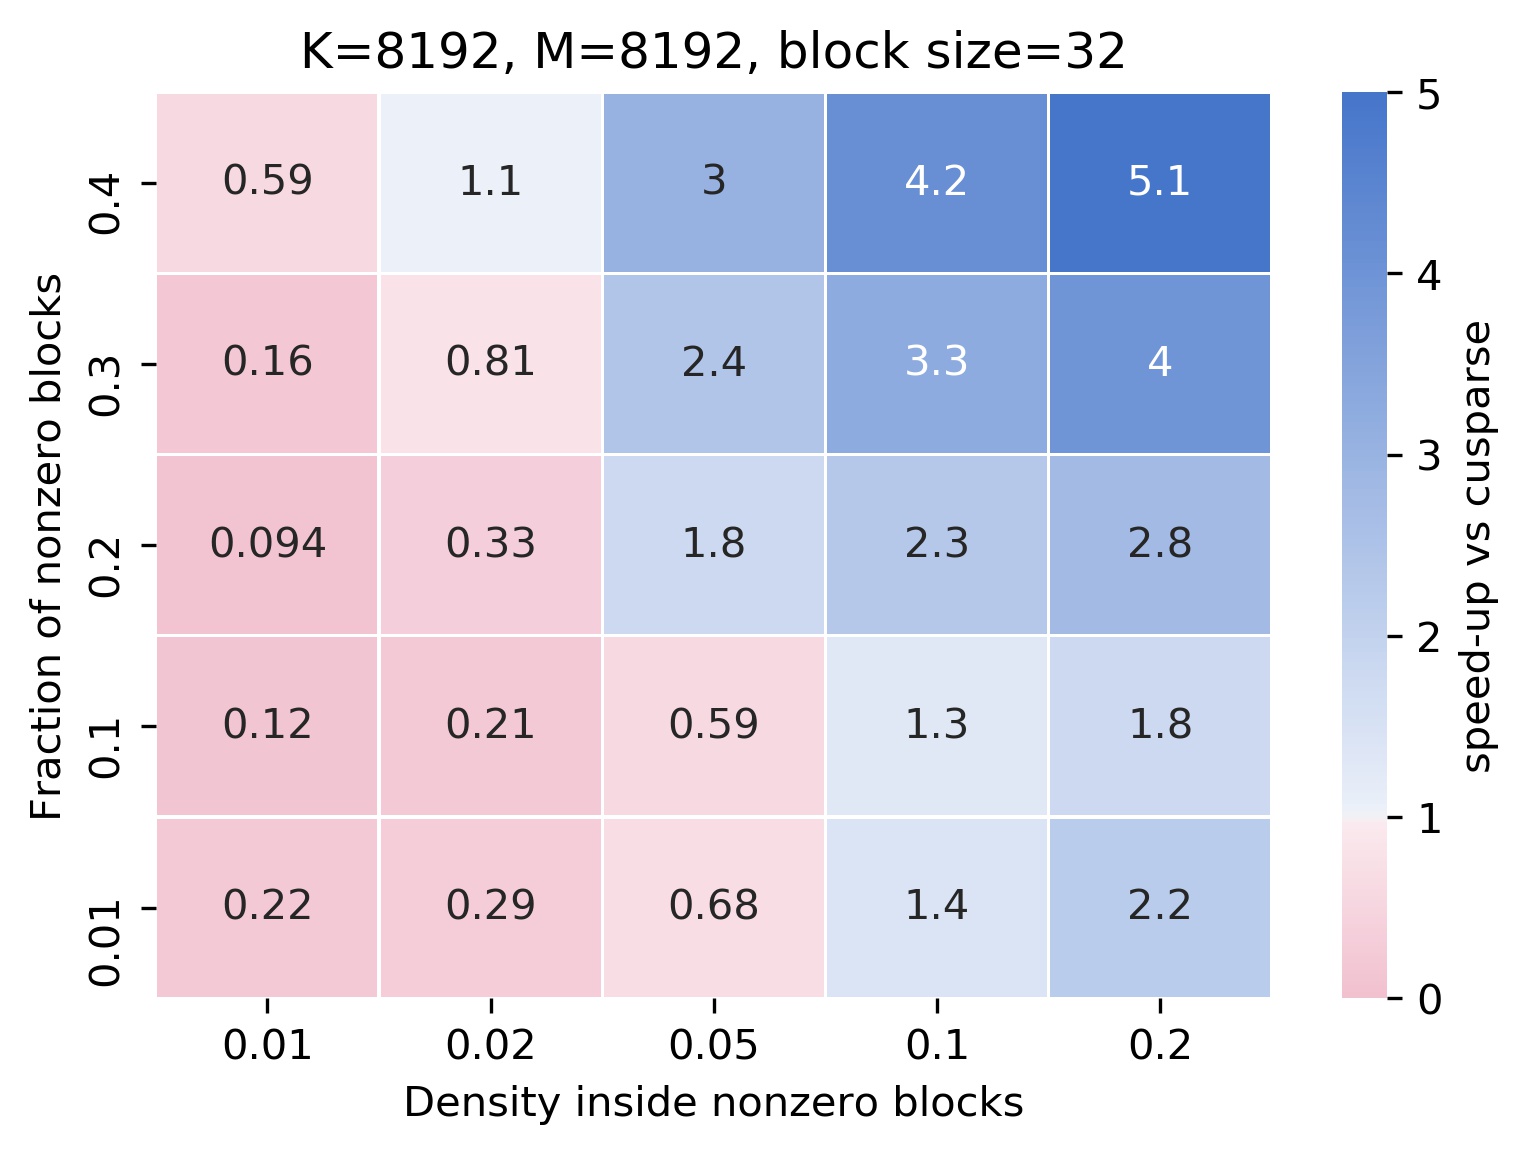 K=8192, M=8192, block size=32
Fraction of nonzero blocks
0.4
0.59 1.1 3 4.2 5.1
0.3
0.16 0.81 2.4 3.3 4
0.2
0.094 0.33 1.8 2.3 2.8
0.1
0.12 0.21 0.59 1.3 1.8
0.01
0.22 0.29 0.68 1.4 2.2
0.01 0.02 0.05 0.1 0.2
Density inside nonzero blocks
5
4
3
2
1
0
speed-up vs cusparse